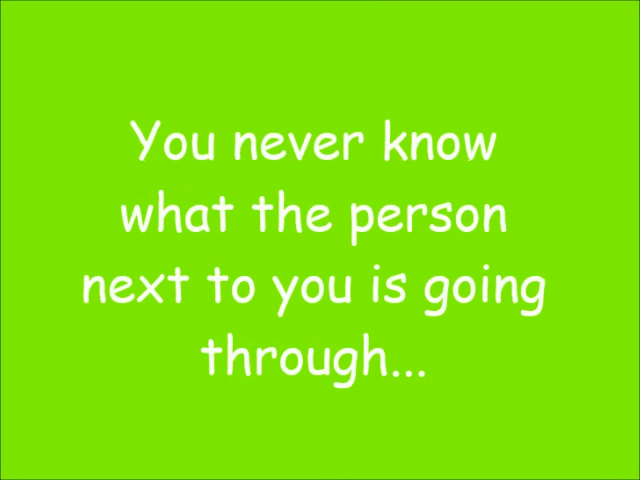 You never know
what the person
next to you is going
through...